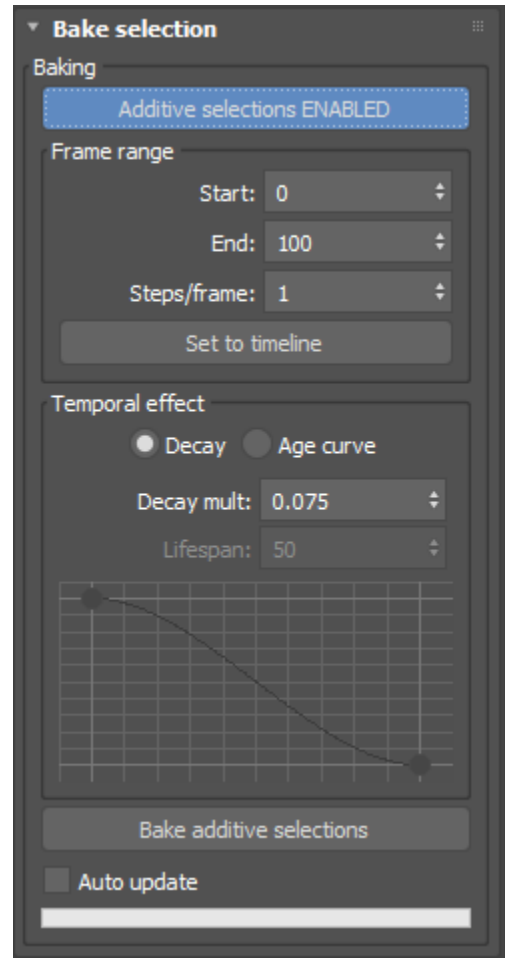 Bake selection
Baking
Additive selections ENABLED
Frame range
Start: 0
End: 100
Steps/frame: 1
Set to timeline
Temporal effect
Decay Age curve
Decay mult: 0.075
Lifespan: 50
Bake additive selections
Auto update